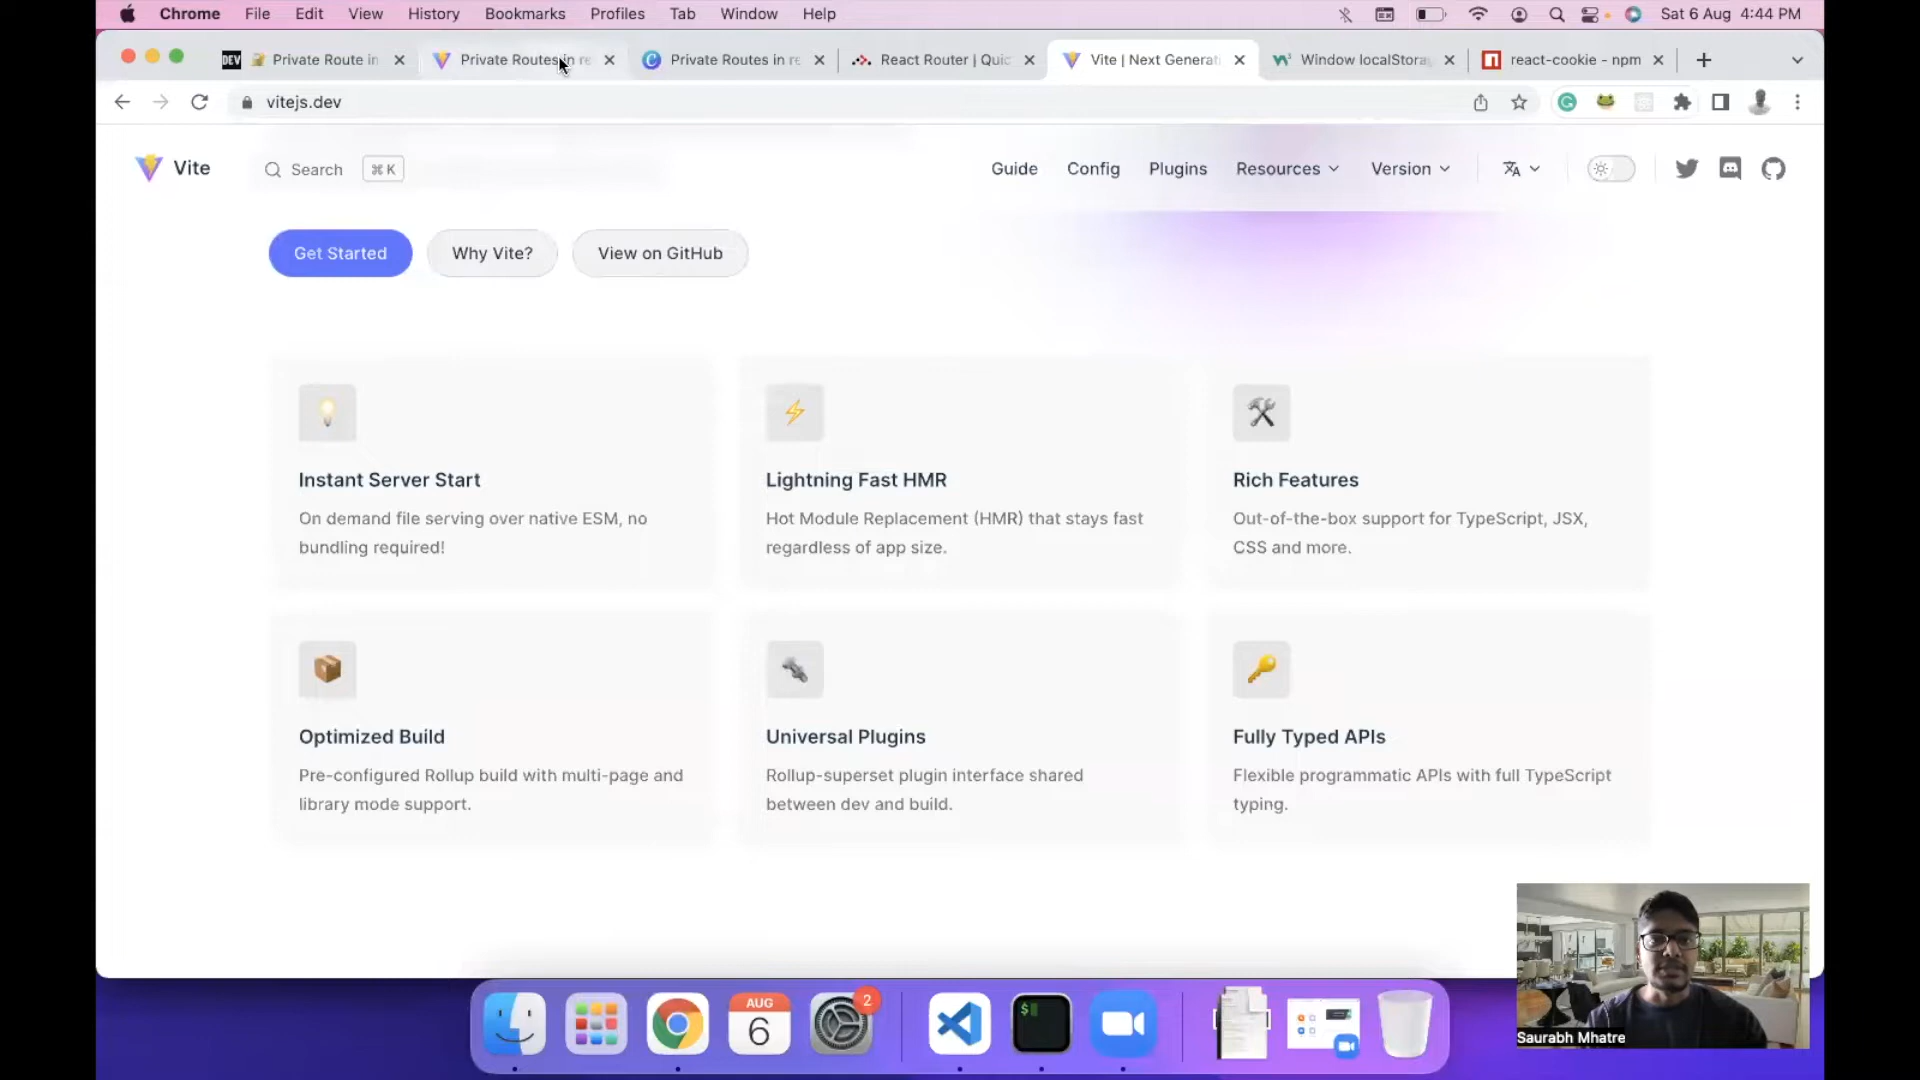 Chrome File Edit View History Bookmarks Profiles Tab Window Help Sat 6 Aug 4:44 PM
DEV Private Route in Private Routes in re Private Routes in re React Router | Quic Vite | Next Generat Window localStora react-cookie - npm
vitejs.dev
Vite Search ⌘ K Guide Config Plugins Resources Version
Get Started Why Vite? View on GitHub
Instant Server Start
On demand file serving over native ESM, no
bundling required!
Lightning Fast HMR
Hot Module Replacement (HMR) that stays fast
regardless of app size.
Rich Features
Out-of-the-box support for TypeScript, JSX,
CSS and more.
Optimized Build
Pre-configured Rollup build with multi-page and
library mode support.
Universal Plugins
Rollup-superset plugin interface shared
between dev and build.
Fully Typed APIs
Flexible programmatic APIs with full TypeScript
typing.
AUG
6
2
Saurabh Mhatre